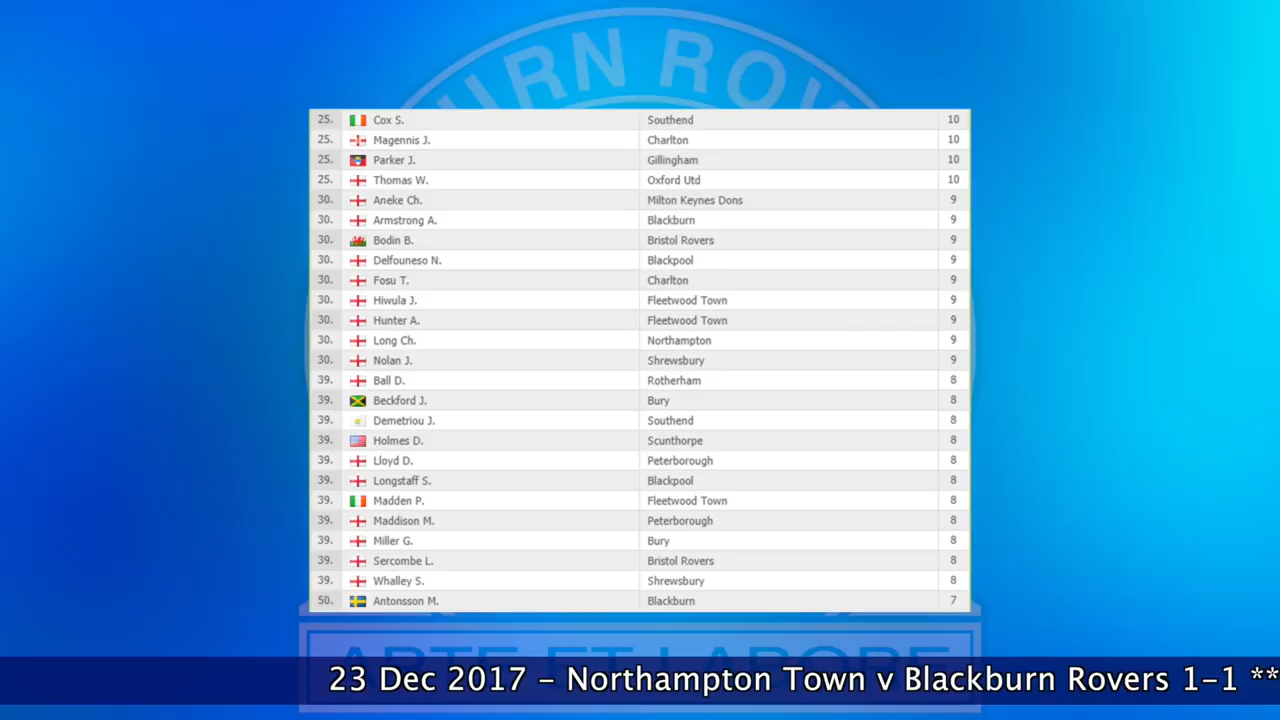 BURN ROV
25. Cox S. Southend 10
25. Magennis J. Charlton 10
25. Parker J. Gillingham 10
25. Thomas W. Oxford Utd 10
30. Aneke Ch. Milton Keynes Dons 9
30. Armstrong A. Blackburn 9
30. Bodin B. Bristol Rovers 9
30. Delfouneso N. Blackpool 9
30. Fosu T. Charlton 9
30. Hiwula J. Fleetwood Town 9
30. Hunter A. Fleetwood Town 9
30. Long Ch. Northampton 9
30. Nolan J. Shrewsbury 9
39. Ball D. Rotherham 8
39. Beckford J. Bury 8
39. Demetriou J. Southend 8
39. Holmes D. Scunthorpe 8
39. Lloyd D. Peterborough 8
39. Longstaff S. Blackpool 8
39. Madden P. Fleetwood Town 8
39. Maddison M. Peterborough 8
39. Miller G. Bury 8
39. Sercombe L. Bristol Rovers 8
39. Whalley S. Shrewsbury 8
50. Antonsson M. Blackburn 7
ARTE ET LABORE
23 Dec 2017 – Northampton Town v Blackburn Rovers 1–1 **